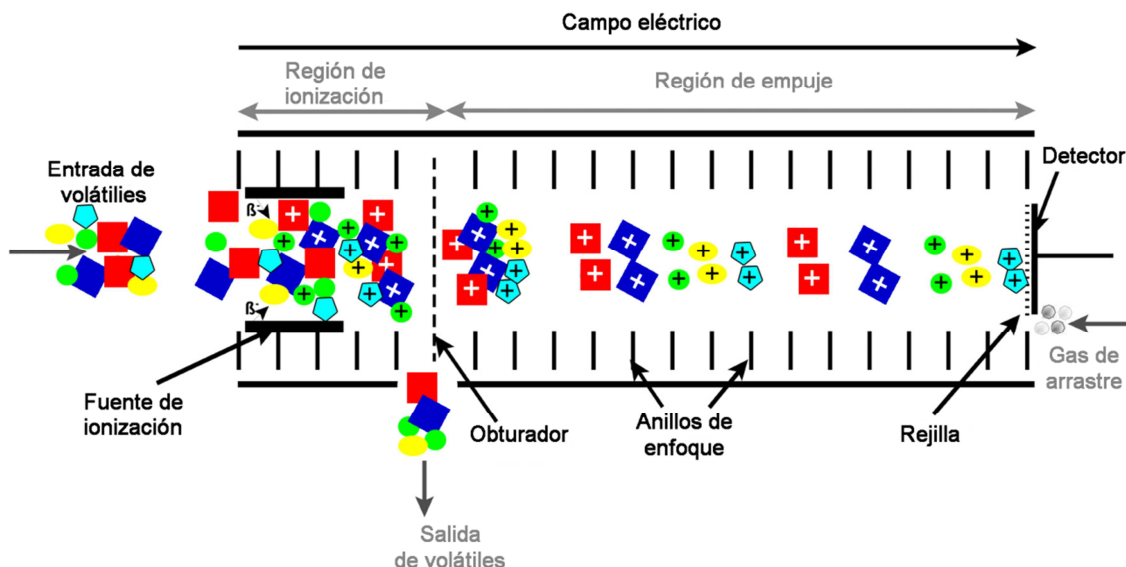 Campo eléctrico
Región de
ionización
Región de empuje
Entrada de
volátilies
Detector
ß-
+ + + + + + + + + + + +
ß-
Gas de
arrastre
Fuente de
ionización
Obturador
Anillos de
enfoque
Rejilla
Salida
de volátiles